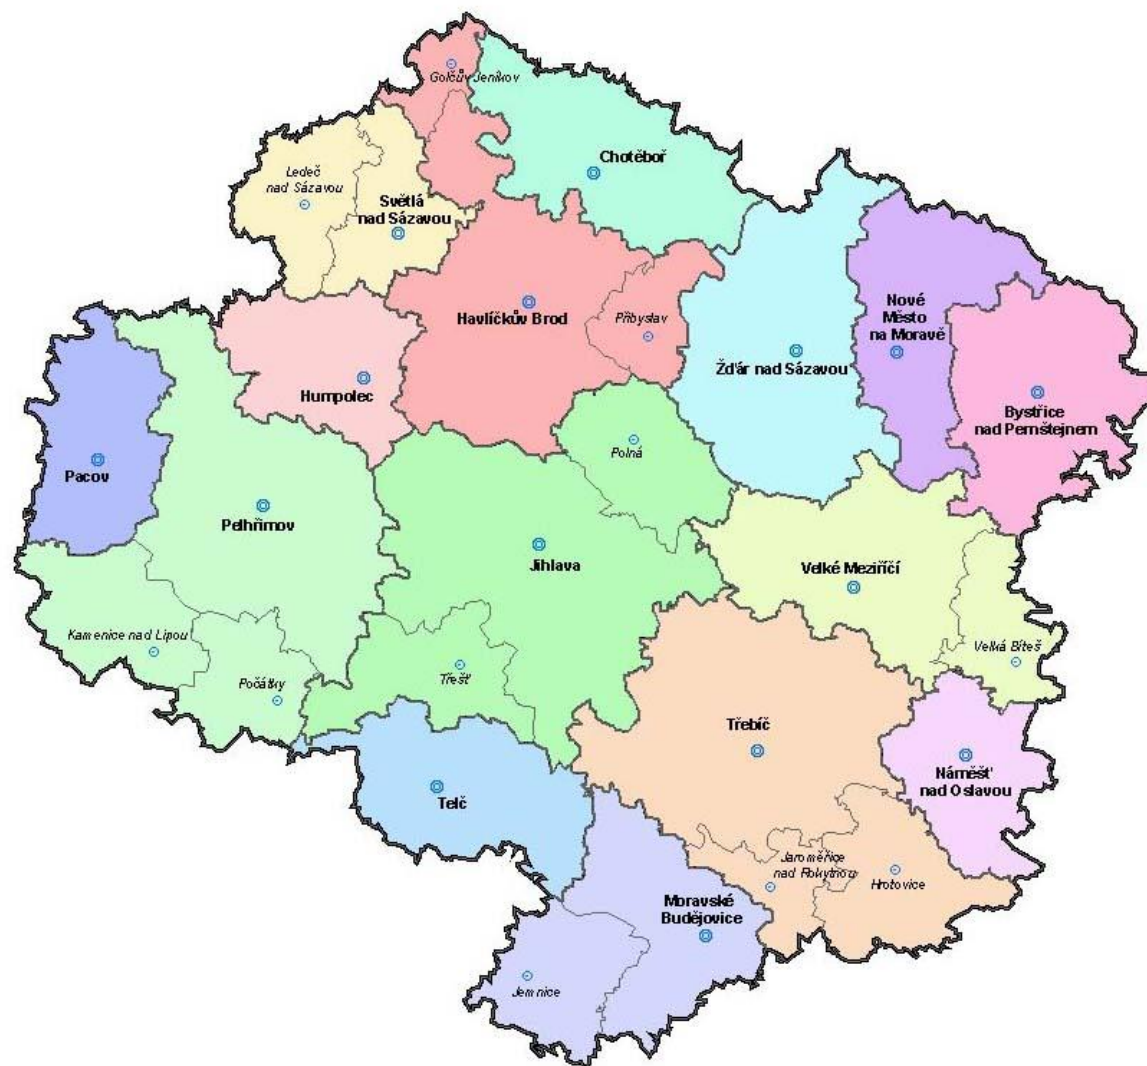 Golčův Jeníkov
Chotěboř
Ledeč
nad Sázavou
Světlá
nad Sázavou
Havlíčkův Brod
Přibyslav
Nové
Město
na Moravě
Žďár nad Sázavou
Humpolec
Bystřice
nad Pernštejnem
Polná
Pacov
Pelhřimov
Jihlava
Velké Meziříčí
Kamenice nad Lipou
Velká Bíteš
Třešť
Počátky
Třebíč
Náměšť
nad Oslavou
Telč
Jaroměřice
nad Rokytnou
Hrotovice
Moravské
Budějovice
Jemnice